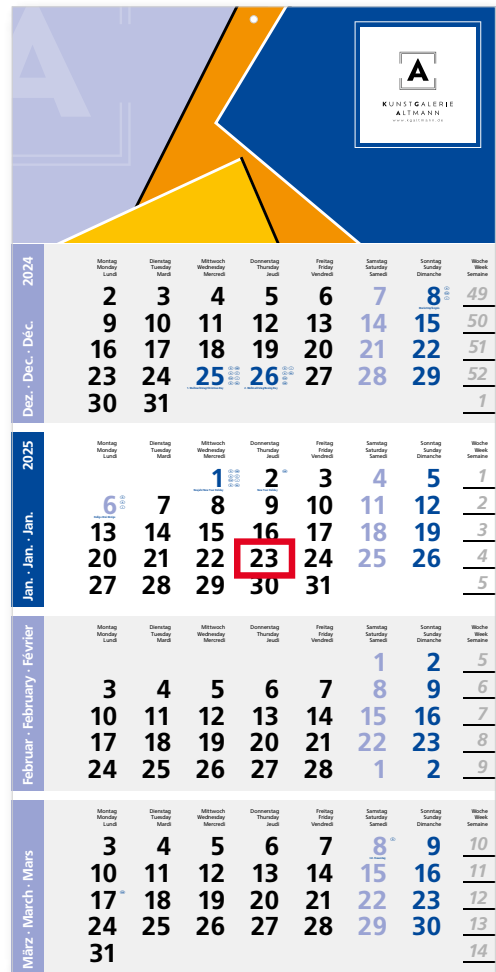 A
A
KUNSTGALERIE
ALTMANN
www.kgaltmann.de
Dez. · Dec. · Déc. 2024
Montag Dienstag Mittwoch Donnerstag Freitag Samstag Sonntag Woche
Monday Tuesday Wednesday Thursday Friday Saturday Sunday Week
Lundi Mardi Mercredi Jeudi Vendredi Samedi Dimanche Semaine
2 3 4 5 6 7 8 49
9 10 11 12 13 14 15 50
16 17 18 19 20 21 22 51
23 24 25 26 27 28 29 52
30 31 1
Jan. · Jan. · Jan. 2025
Montag Dienstag Mittwoch Donnerstag Freitag Samstag Sonntag Woche
Monday Tuesday Wednesday Thursday Friday Saturday Sunday Week
Lundi Mardi Mercredi Jeudi Vendredi Samedi Dimanche Semaine
1 2 3 4 5 1
6 7 8 9 10 11 12 2
13 14 15 16 17 18 19 3
20 21 22 23 24 25 26 4
27 28 29 30 31 5
Februar · February · Février
Montag Dienstag Mittwoch Donnerstag Freitag Samstag Sonntag Woche
Monday Tuesday Wednesday Thursday Friday Saturday Sunday Week
Lundi Mardi Mercredi Jeudi Vendredi Samedi Dimanche Semaine
1 2 5
3 4 5 6 7 8 9 6
10 11 12 13 14 15 16 7
17 18 19 20 21 22 23 8
24 25 26 27 28 1 2 9
März · March · Mars
Montag Dienstag Mittwoch Donnerstag Freitag Samstag Sonntag Woche
Monday Tuesday Wednesday Thursday Friday Saturday Sunday Week
Lundi Mardi Mercredi Jeudi Vendredi Samedi Dimanche Semaine
3 4 5 6 7 8 9 10
10 11 12 13 14 15 16 11
17 18 19 20 21 22 23 12
24 25 26 27 28 29 30 13
31 14